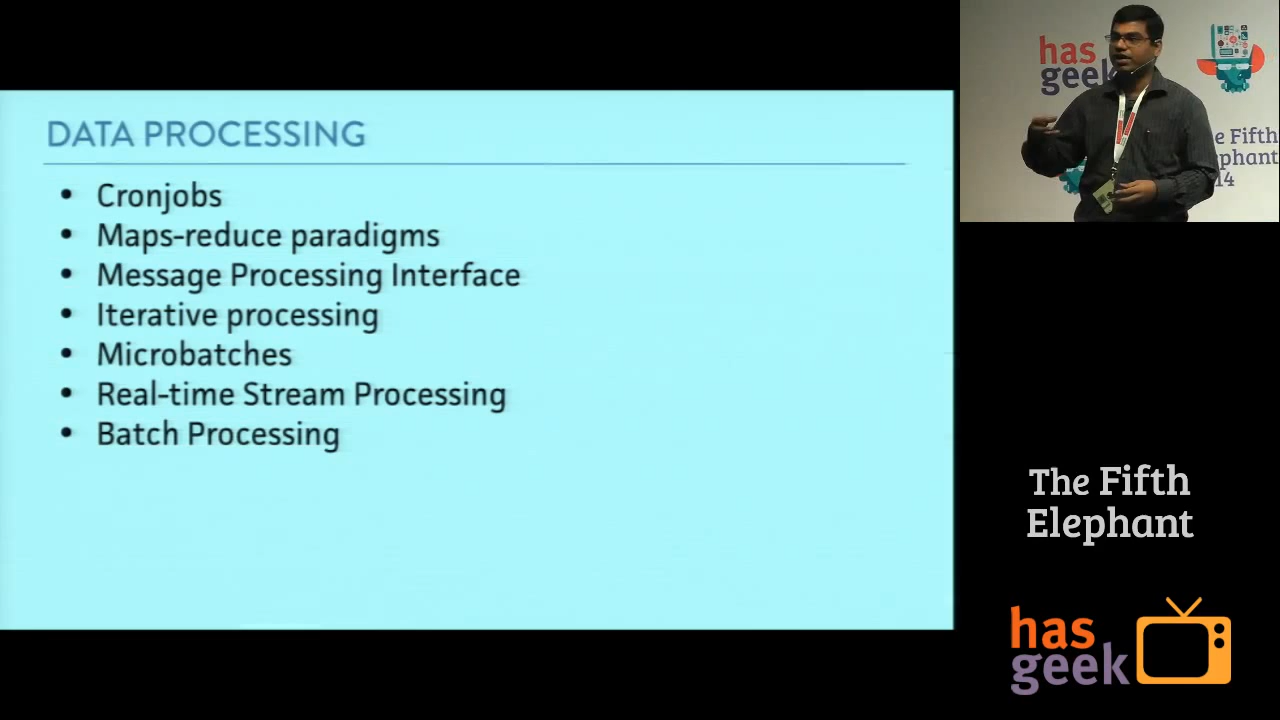 DATA PROCESSING
• Cronjobs
• Maps-reduce paradigms
• Message Processing Interface
• Iterative processing
• Microbatches
• Real-time Stream Processing
• Batch Processing
has
geek
e Fifth
phant
14
The Fifth
Elephant
has
geek